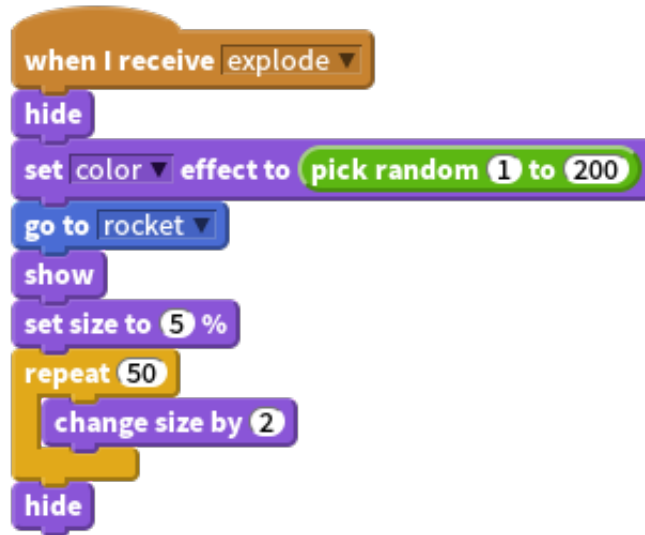 when I receive explode
hide
set color effect to pick random 1 to 200
go to rocket
show
set size to 5 %
repeat 50
change size by 2
hide